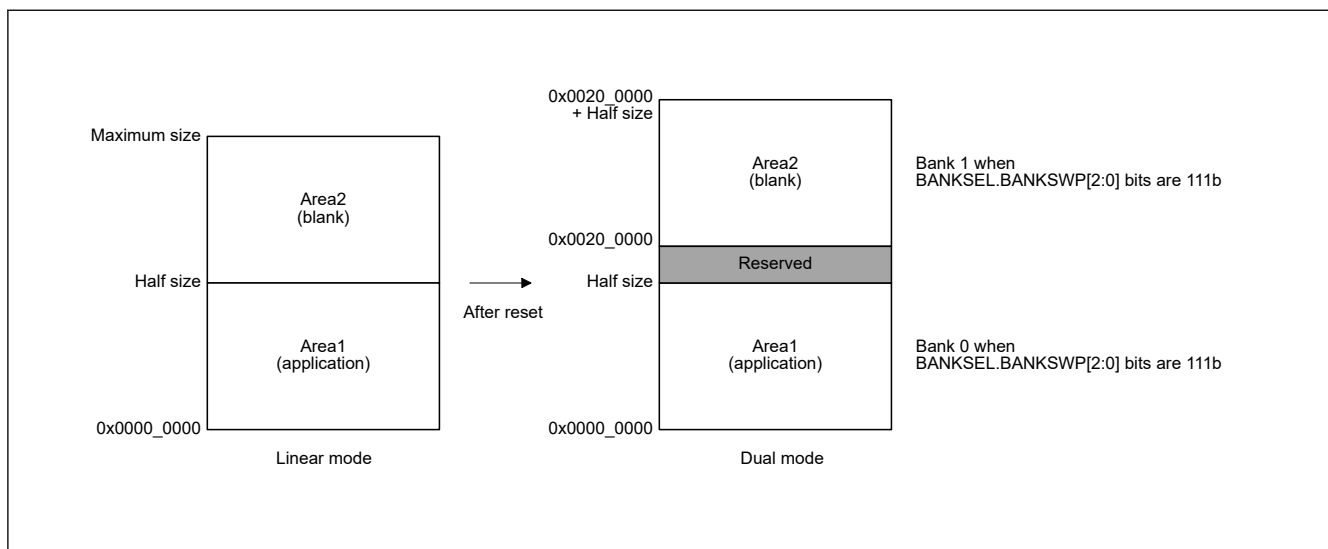 Maximum size
Area2
(blank)
Half size
Area1
(application)
0x0000_0000
Linear mode
After reset
0x0020_0000
+ Half size
Area2
(blank)
0x0020_0000
Reserved
Half size
Area1
(application)
0x0000_0000
Dual mode
Bank 1 when
BANKSEL.BANKSWP[2:0] bits are 111b
Bank 0 when
BANKSEL.BANKSWP[2:0] bits are 111b